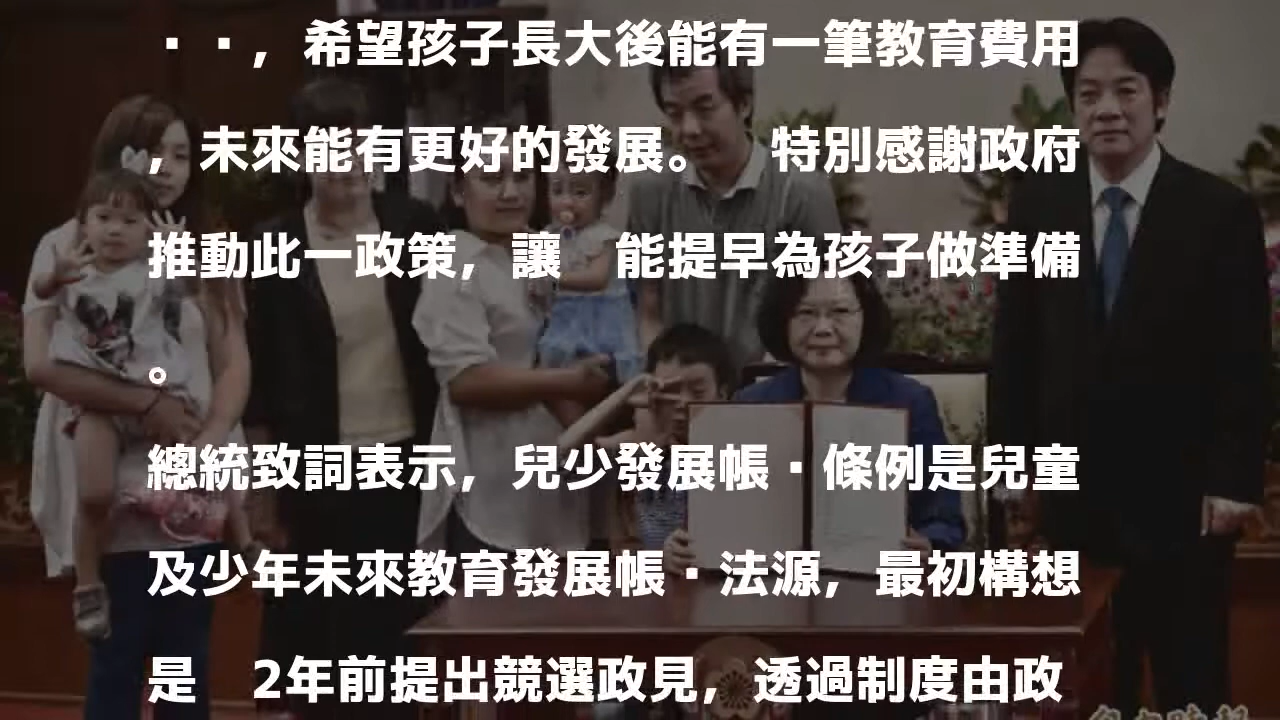 ··，希望孩子長大後能有一筆教育費用
，未來能有更好的發展。　特別感謝政府
推動此一政策，讓　能提早為孩子做準備
。
總統致詞表示，兒少發展帳·條例是兒童
及少年未來教育發展帳·法源，最初構想
是　2年前提出競選政見，透過制度由政